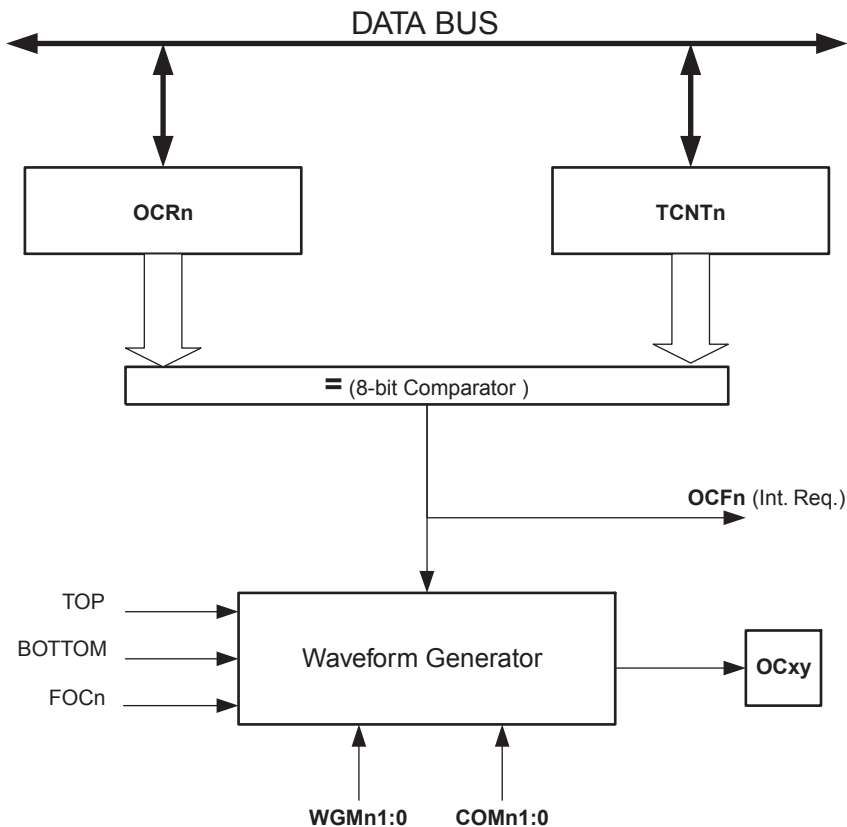 DATA BUS
OCRn
TCNTn
= (8-bit Comparator )
OCFn (Int. Req.)
TOP
BOTTOM
FOCn
Waveform Generator
OCxy
WGMn1:0
COMn1:0